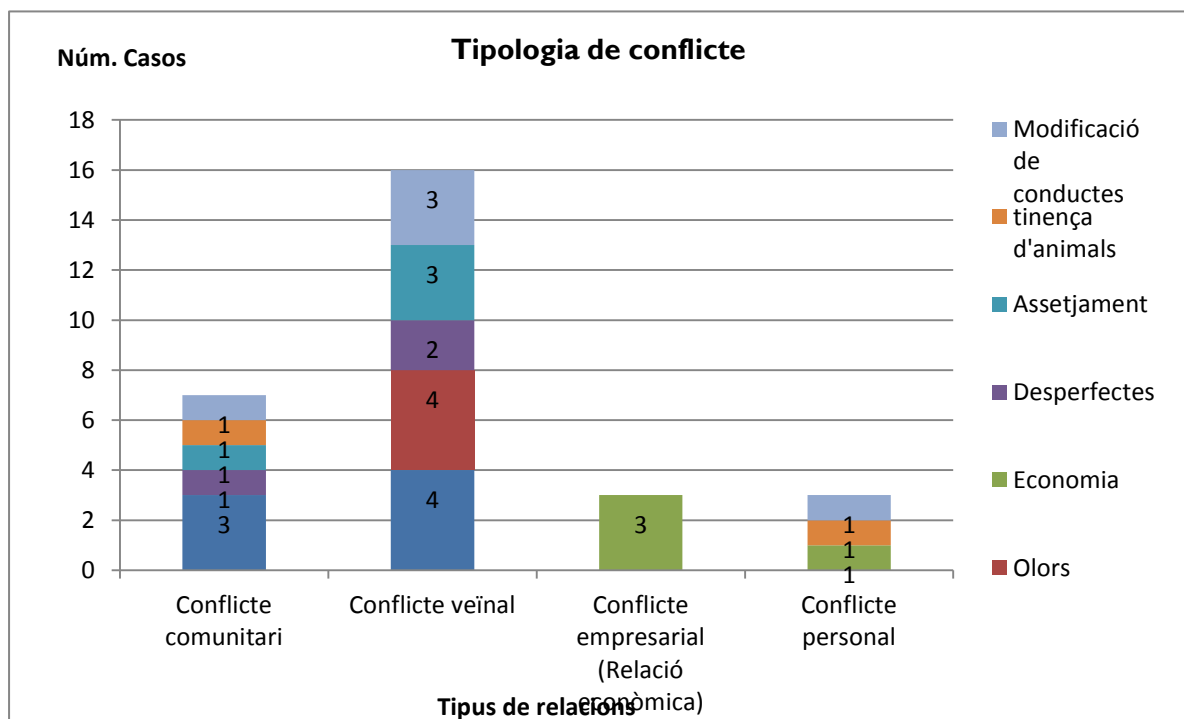 Tipologia de conflicte
Núm. Casos
18
16
14
12
10
8
6
4
2
0
1
1
1
1
3
3
3
2
4
4
3
1
1
1
Conflicte
comunitari
Conflicte veïnal
Conflicte
empresarial
(Relació
econòmica)
Conflicte
personal
Tipus de relacions
Modificació
de
conductes
tinença
d'animals
Assetjament
Desperfectes
Economia
Olors